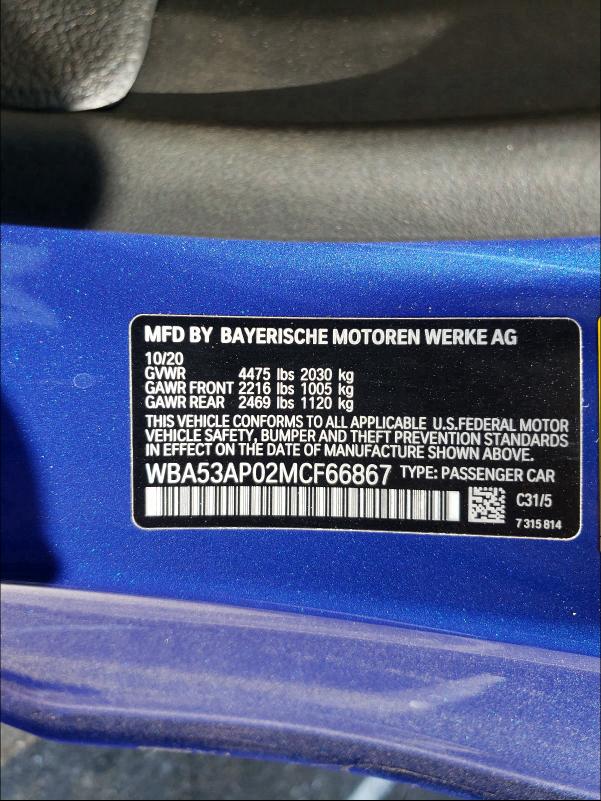 MFD BY BAYERISCHE MOTOREN WERKE AG
10/20
GVWR 4475 lbs 2030 kg
GAWR FRONT 2216 lbs 1005 kg
GAWR REAR 2469 lbs 1120 kg
THIS VEHICLE CONFORMS TO ALL APPLICABLE U.S.FEDERAL MOTOR
VEHICLE SAFETY, BUMPER AND THEFT PREVENTION STANDARDS
IN EFFECT ON THE DATE OF MANUFACTURE SHOWN ABOVE.
WBA53AP02MCF66867 TYPE: PASSENGER CAR
C31/5
7 315 814